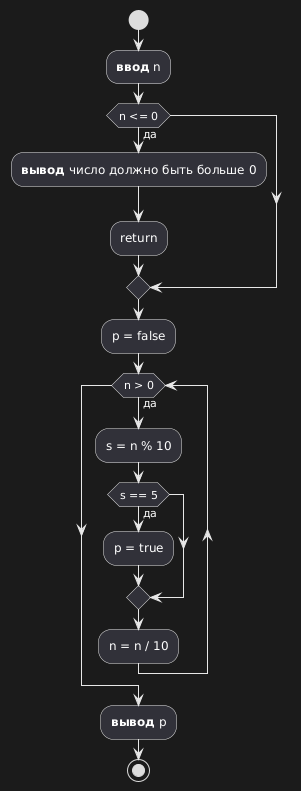 ввод n
n <= 0
да
вывод число должно быть больше 0
return
p = false
n > 0
да
s = n % 10
s == 5
да
p = true
n = n / 10
вывод p